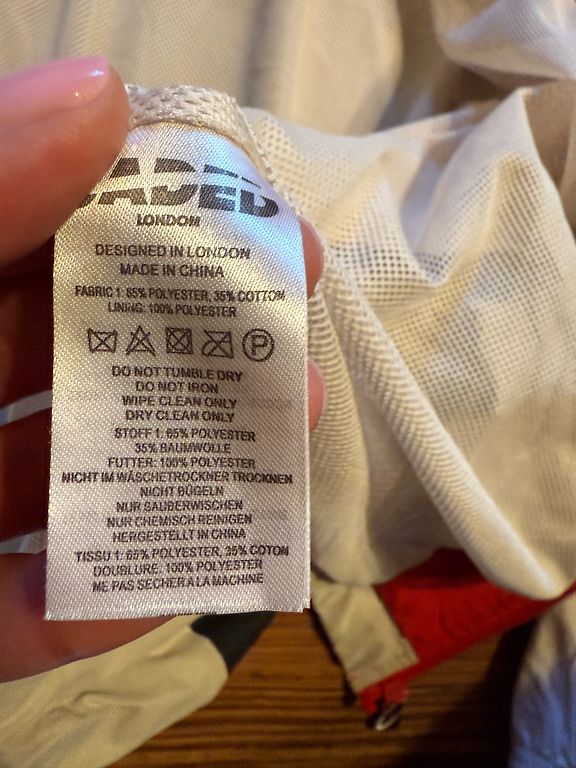 JADED
LONDON
DESIGNED IN LONDON
MADE IN CHINA
FABRIC 1: 65% POLYESTER, 35% COTTON
LINING: 100% POLYESTER
P
DO NOT TUMBLE DRY
DO NOT IRON
WIPE CLEAN ONLY
DRY CLEAN ONLY
STOFF 1: 65% POLYESTER
35% BAUMWOLLE
FUTTER: 100% POLYESTER
NICHT IM WÄSCHETROCKNER TROCKNEN
NICHT BÜGELN
NUR SAUBERWISCHEN
NUR CHEMISCH REINIGEN
HERGESTELLT IN CHINA
TISSU 1: 65% POLYESTER, 35% COTON
DOUBLURE: 100% POLYESTER
NE PAS SECHER A LA MACHINE